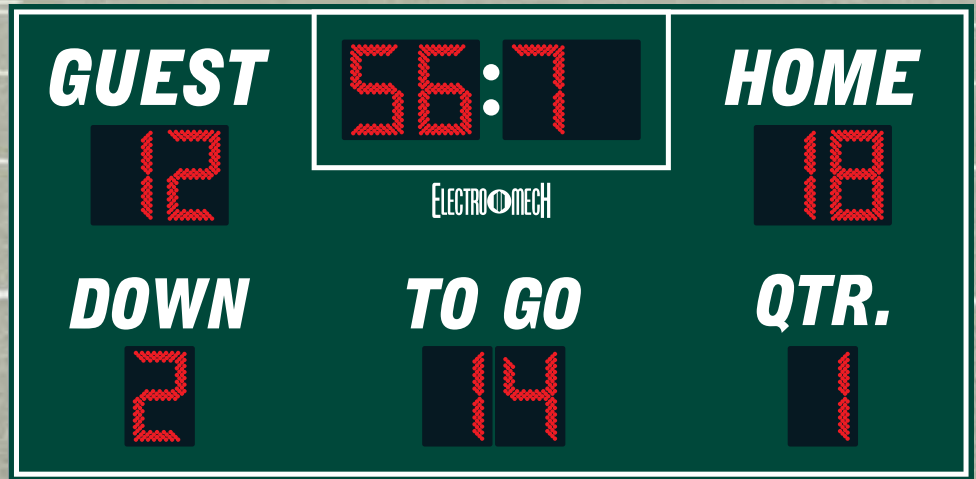 GUEST 56:7 HOME
12 18
ELECTRO MECH
DOWN TO GO QTR.
2 14 1